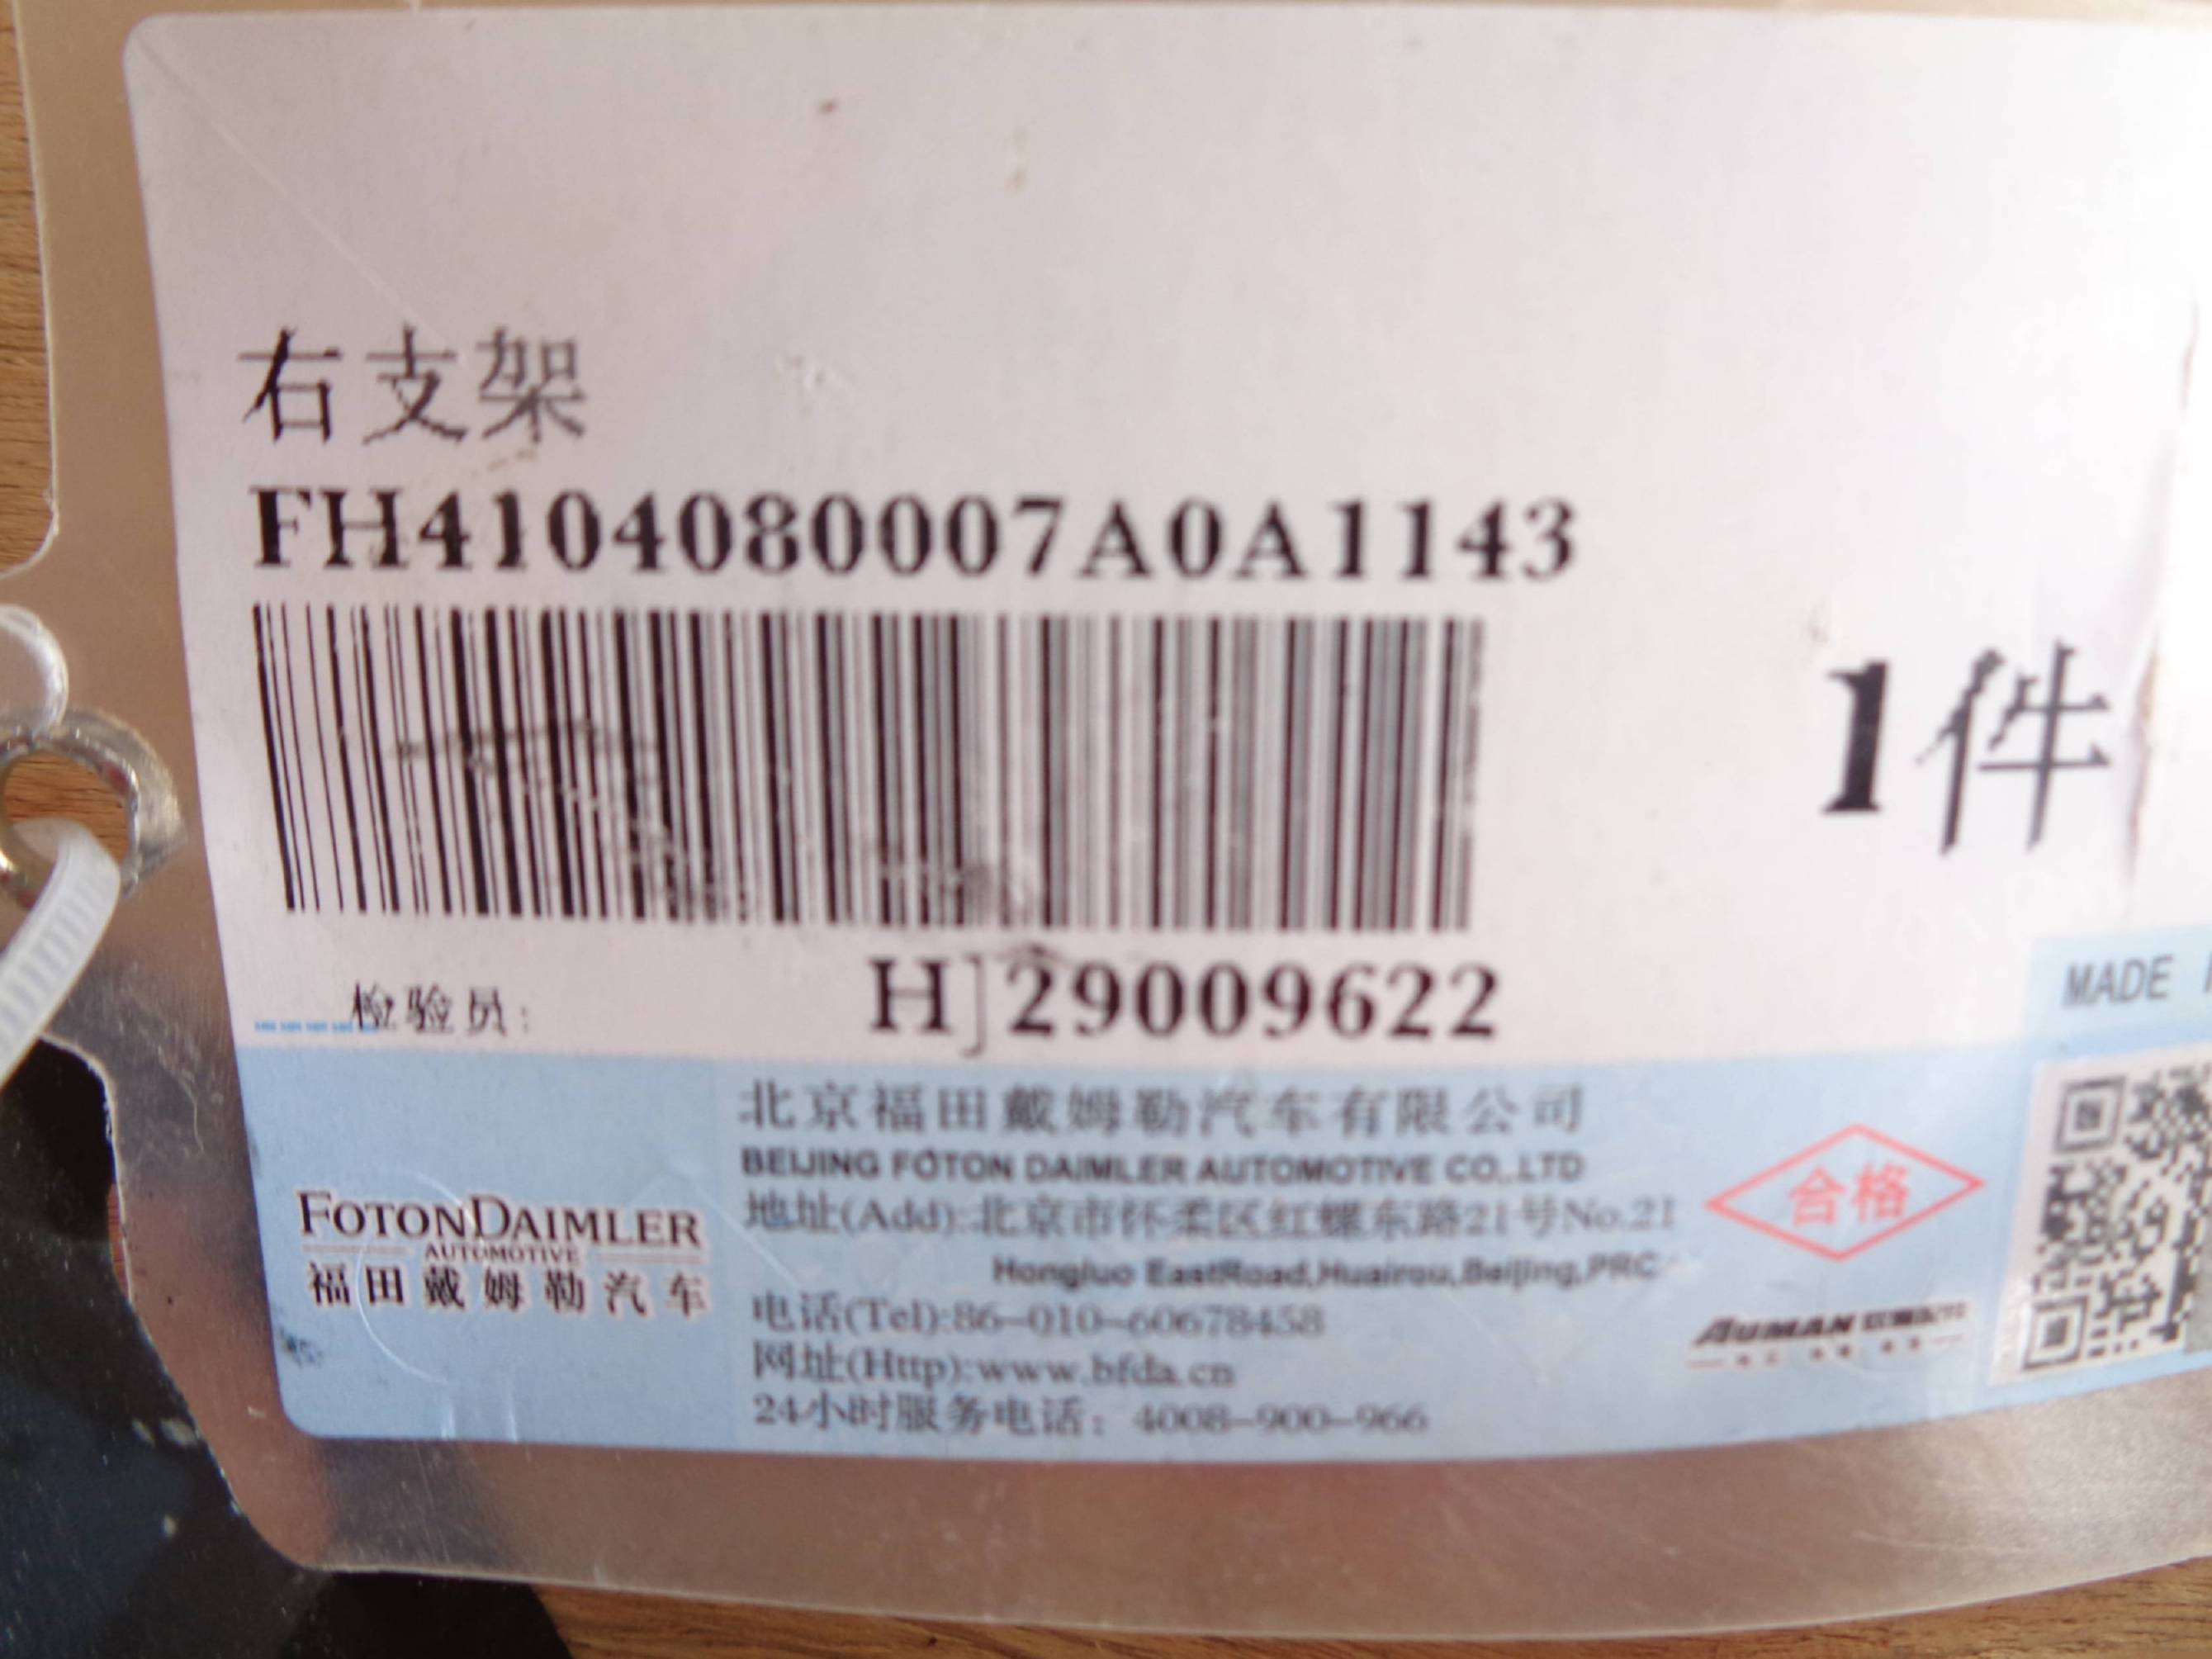 右支架
FH4104080007A0A1143
1件
检验员:
HJ29009622
MADE
北京福田戴姆勒汽车有限公司
BEIJING FOTON DAIMLER AUTOMOTIVE CO.,LTD
地址(Add):北京市怀柔区红螺东路21号No.21
Hongluo EastRoad,Huairou,Beijing,PRC
电话(Tel):86-010-60678458
网址(Http):www.bfda.cn
24小时服务电话: 4008-900-966
FOTONDAIMLER
AUTOMOTIVE
福田戴姆勒汽车
合格
AUMAN 欧曼